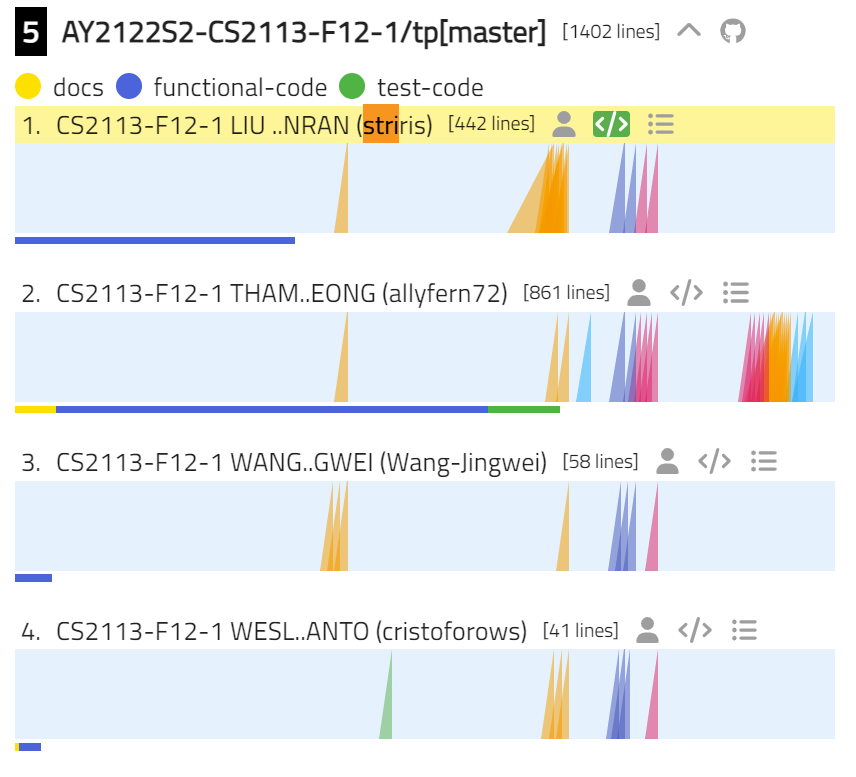 5 AY2122S2-CS2113-F12-1/tp[master] [1402 lines]
docs functional-code test-code
1. CS2113-F12-1 LIU ..NRAN (striris) [442 lines] </>
2. CS2113-F12-1 THAM..EONG (allyfern72) [861 lines] </>
3. CS2113-F12-1 WANG..GWEI (Wang-Jingwei) [58 lines] </>
4. CS2113-F12-1 WESL..ANTO (cristoforows) [41 lines] </>